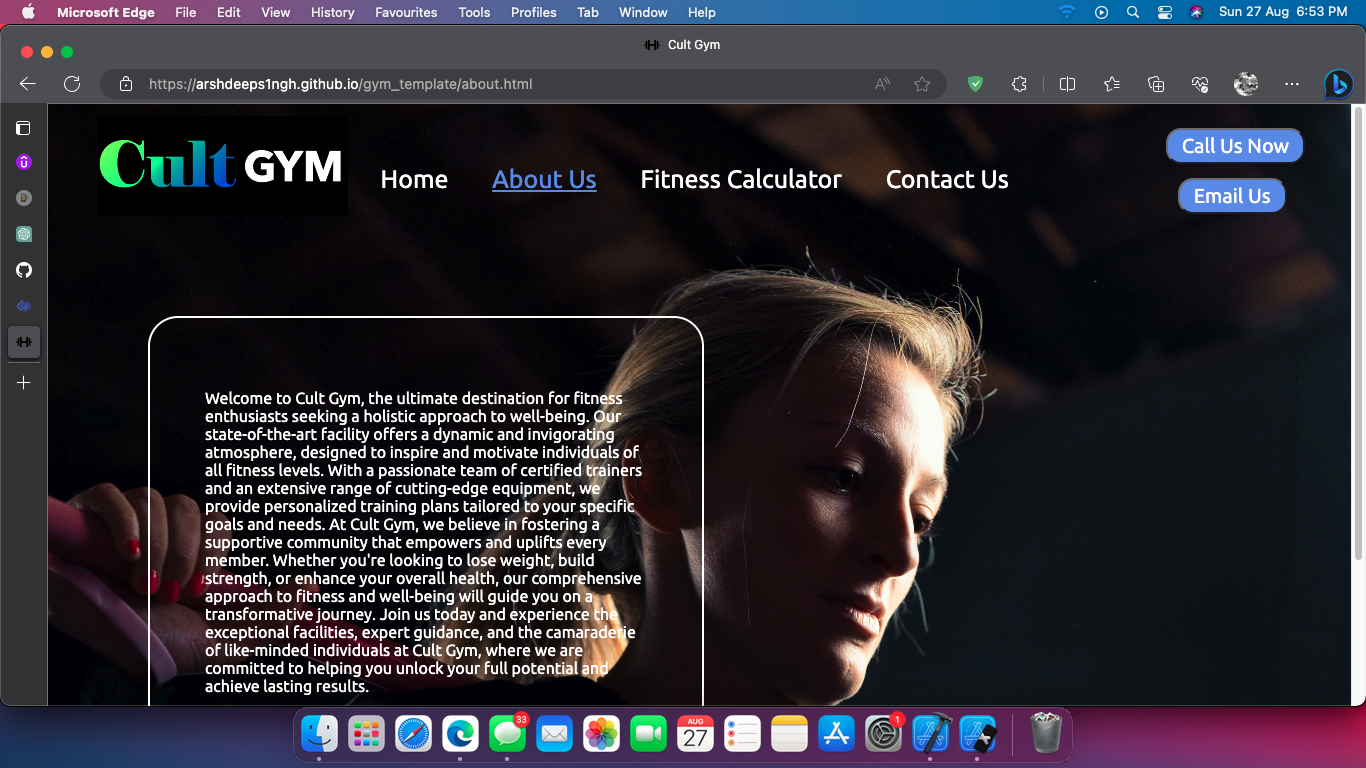 Microsoft Edge File Edit View History Favourites Tools Profiles Tab Window Help Sun 27 Aug 6:53 PM
Cult Gym
https://arshdeeps1ngh.github.io/gym_template/about.html
Cult GYM
Home About Us Fitness Calculator Contact Us
Call Us Now
Email Us
Welcome to Cult Gym, the ultimate destination for fitness
enthusiasts seeking a holistic approach to well-being. Our
state-of-the-art facility offers a dynamic and invigorating
atmosphere, designed to inspire and motivate individuals of
all fitness levels. With a passionate team of certified trainers
and an extensive range of cutting-edge equipment, we
provide personalized training plans tailored to your specific
goals and needs. At Cult Gym, we believe in fostering a
supportive community that empowers and uplifts every
member. Whether you're looking to lose weight, build
strength, or enhance your overall health, our comprehensive
approach to fitness and well-being will guide you on a
transformative journey. Join us today and experience the
exceptional facilities, expert guidance, and the camaraderie
of like-minded individuals at Cult Gym, where we are
committed to helping you unlock your full potential and
achieve lasting results.
33
AUG
27
1